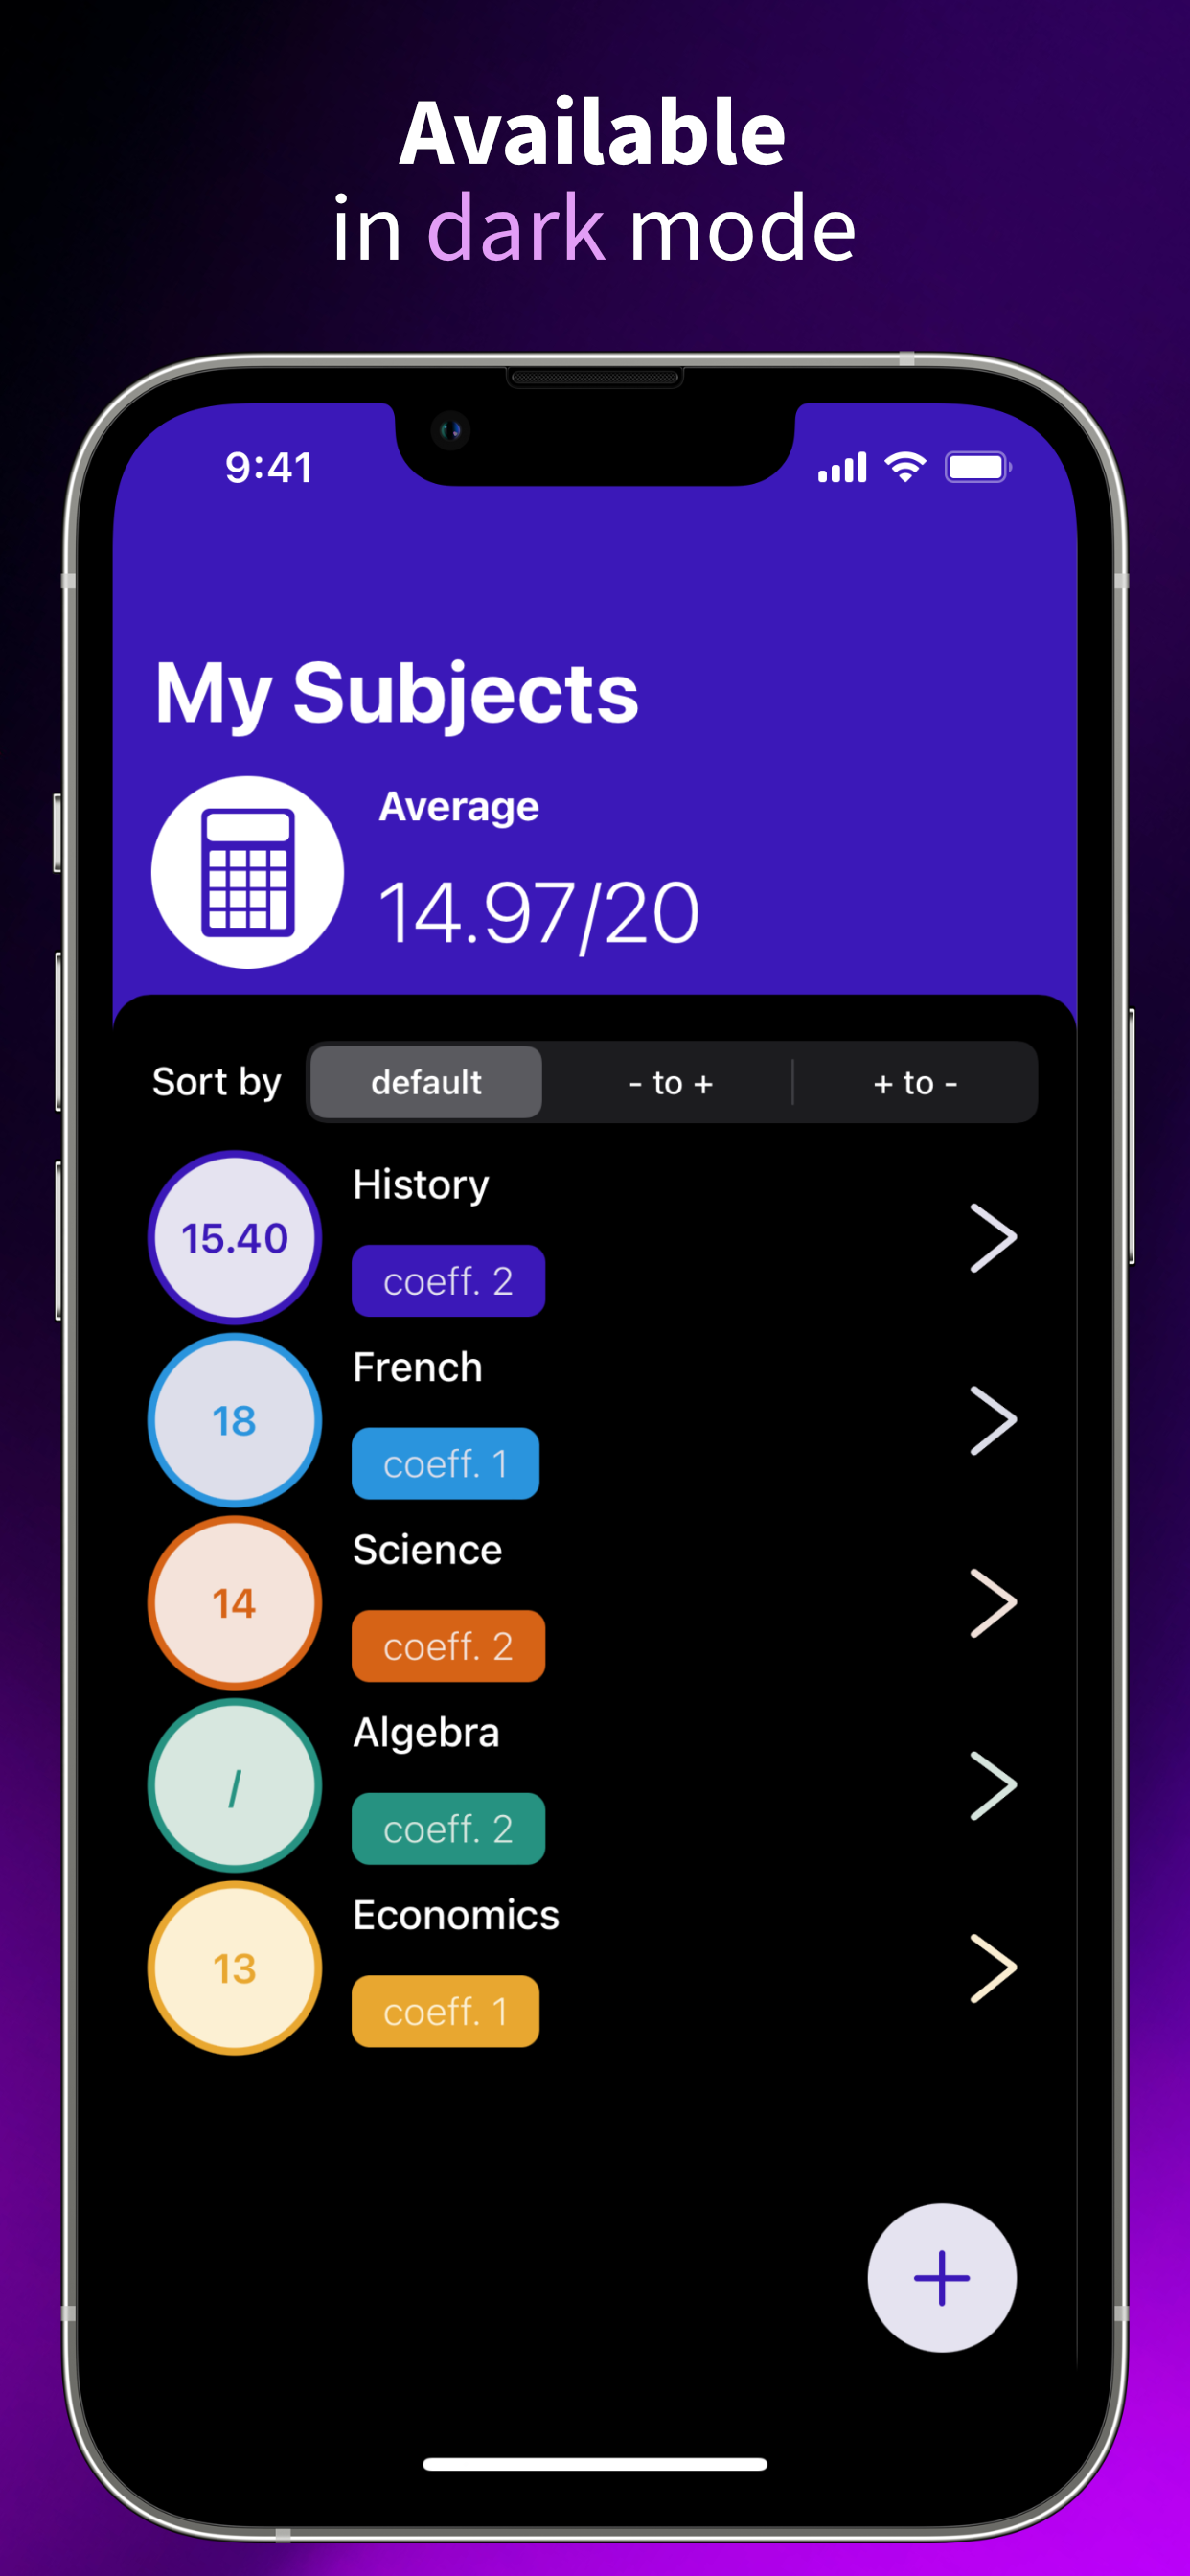 Available
in dark mode
9:41
My Subjects
Average
14.97/20
Sort by default - to + + to -
History
15.40
coeff. 2
French
18
coeff. 1
Science
14
coeff. 2
Algebra
/
coeff. 2
Economics
13
coeff. 1
+